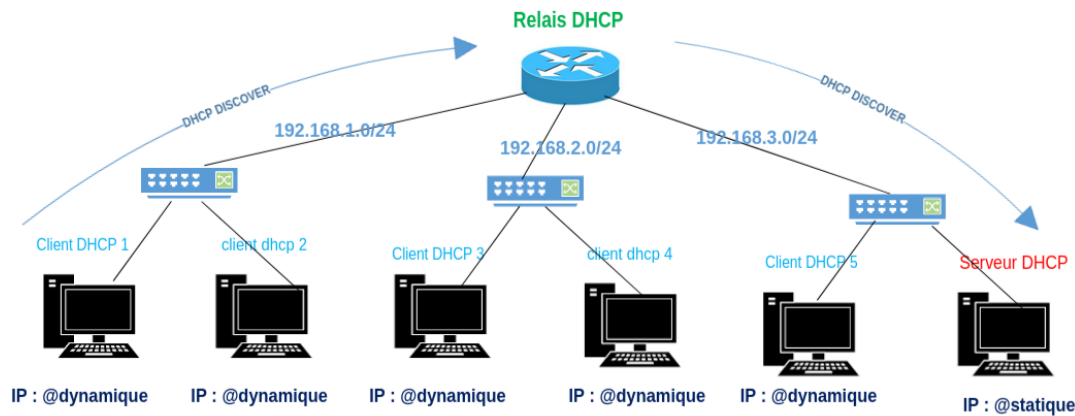 Relais DHCP
DHCP DISCOVER
DHCP DISCOVER
192.168.1.0/24
192.168.2.0/24
192.168.3.0/24
Client DHCP 1
client dhcp 2
Client DHCP 3
client dhcp 4
Client DHCP 5
Serveur DHCP
IP : @dynamique
IP : @dynamique
IP : @dynamique
IP : @dynamique
IP : @dynamique
IP : @statique